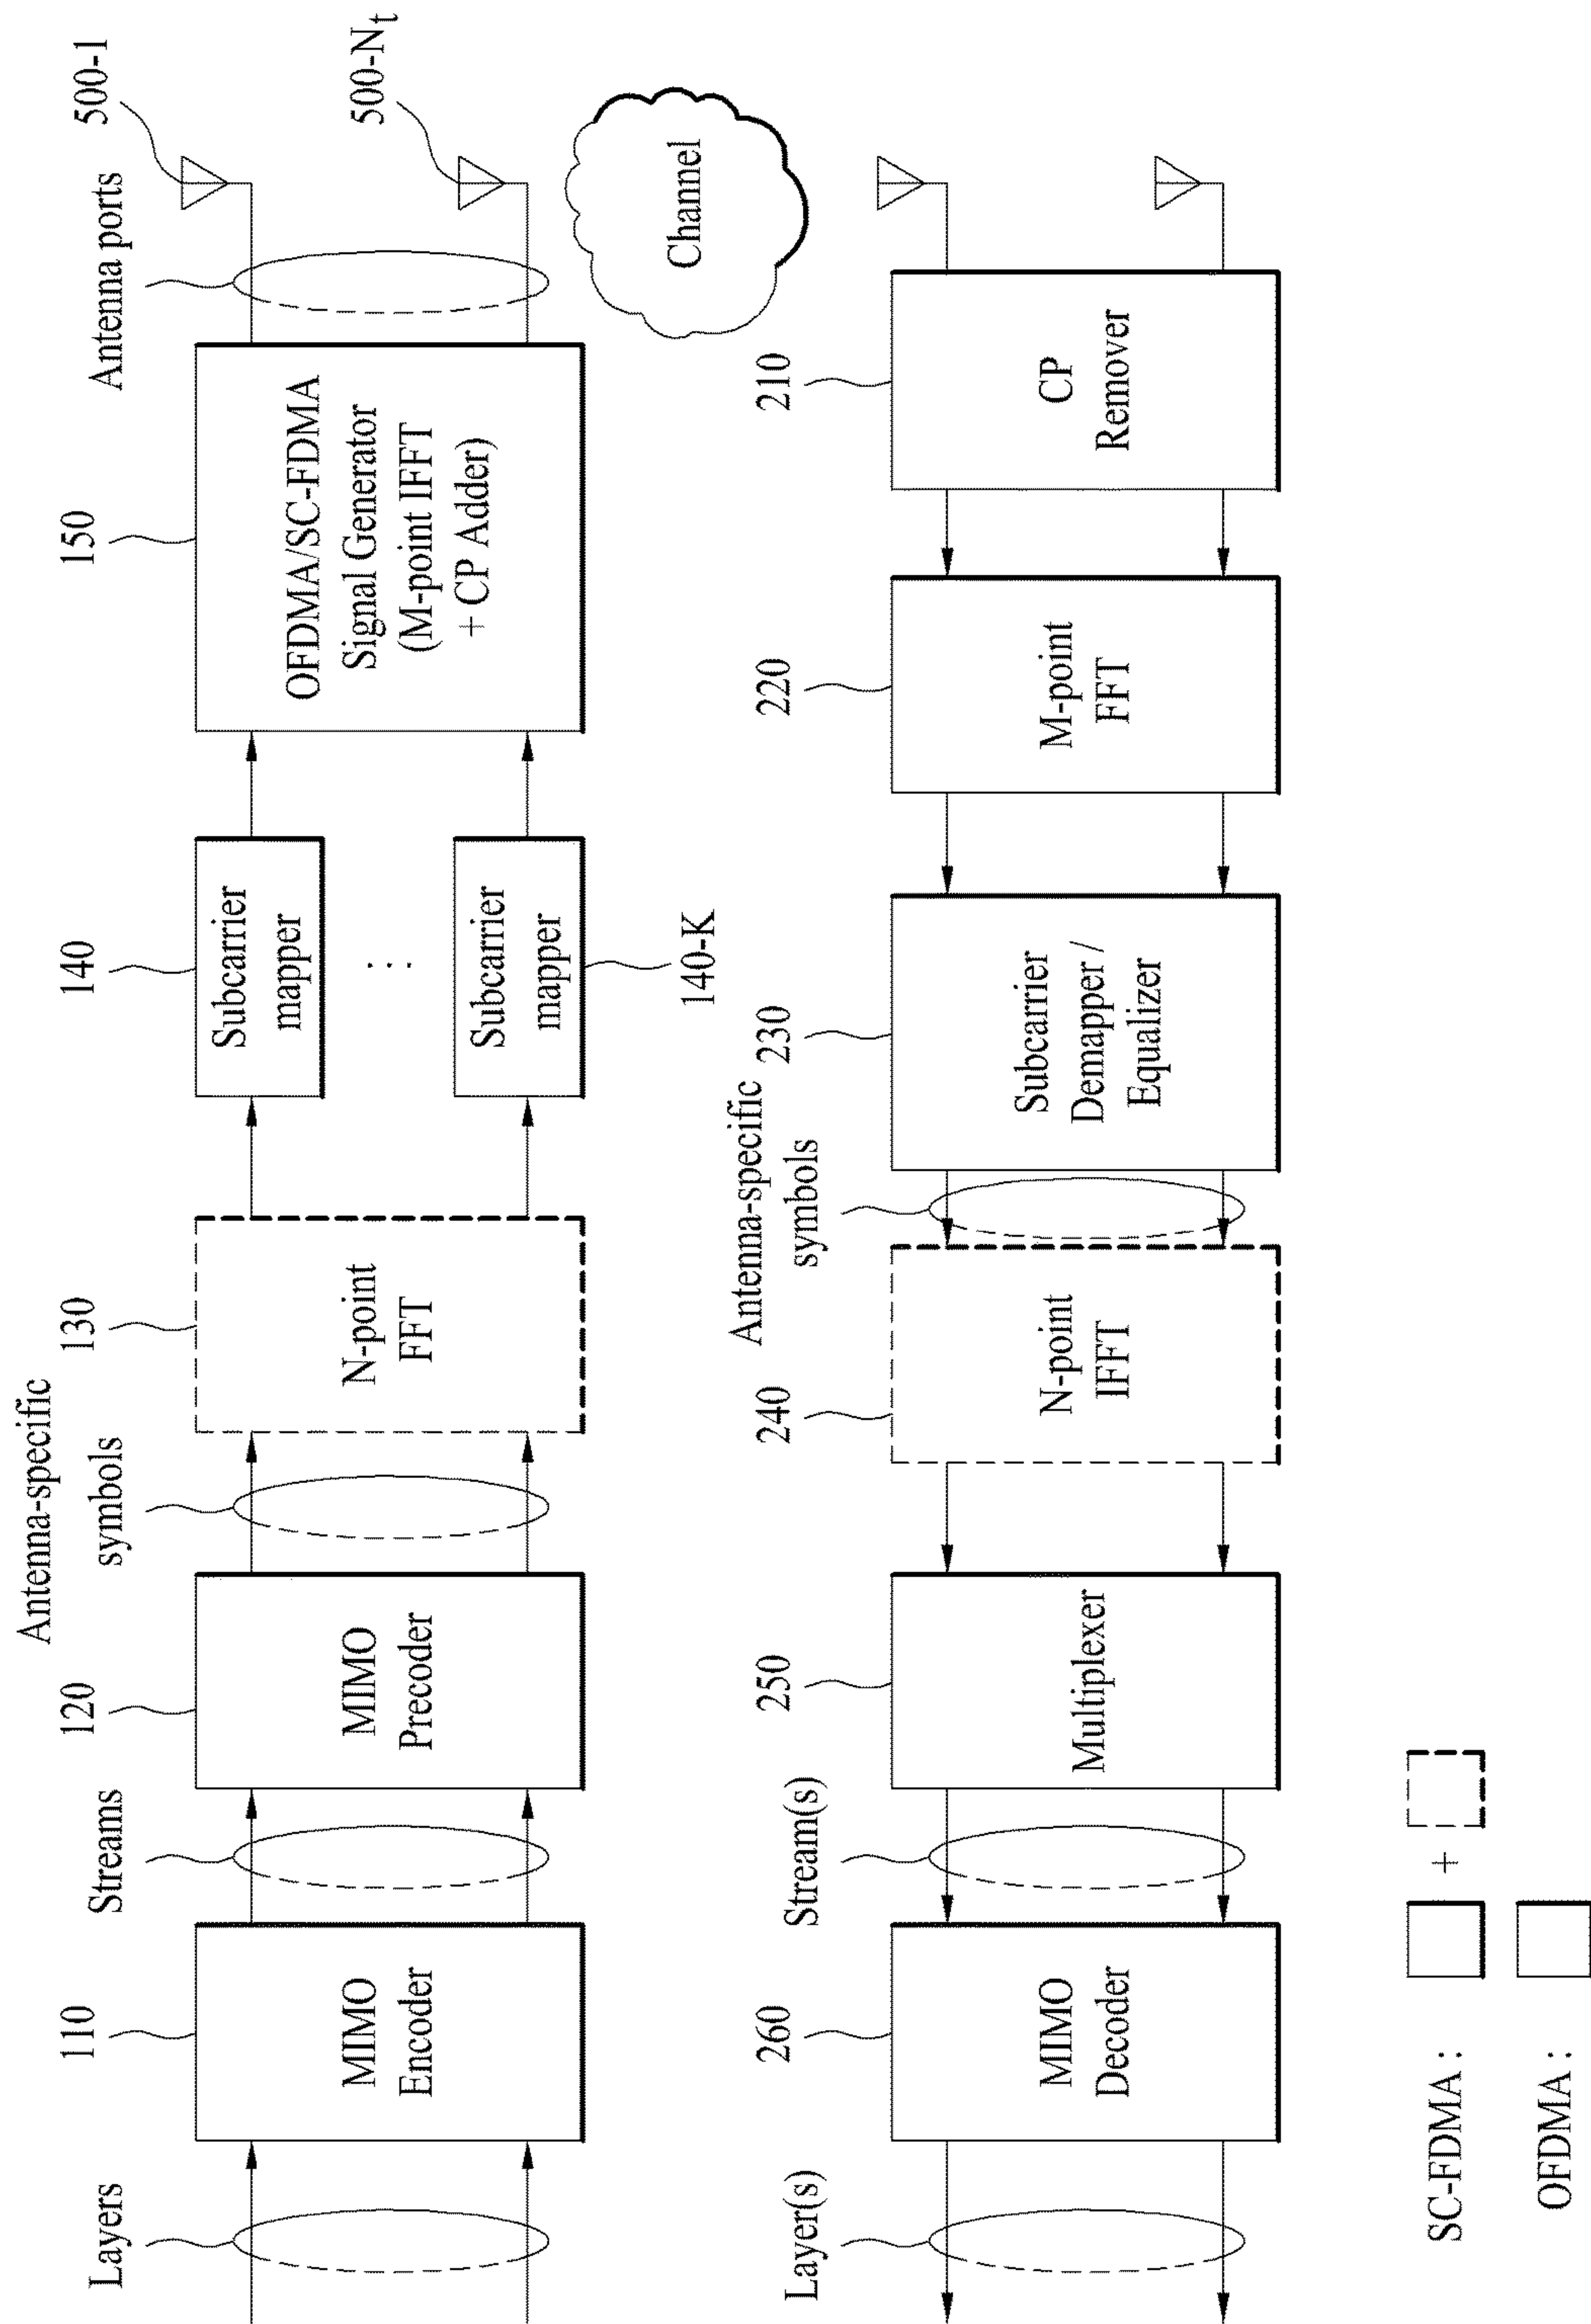 Antenna-specific
symbols
Layers
Streams
Antenna ports
110
120
130
140
150
500-1
500-Nt
MIMO
Encoder
MIMO
Precoder
N-point
FFT
Subcarrier
mapper
⋮
Subcarrier
mapper
140-K
OFDMA/SC-FDMA
Signal Generator
(M-point IFFT
+ CP Adder)
Channel
Antenna-specific
symbols
Layer(s)
Stream(s)
260
250
240
230
220
210
MIMO
Decoder
Multiplexer
N-point
IFFT
Subcarrier
Demapper /
Equalizer
M-point
FFT
CP
Remover
SC-FDMA : +
OFDMA :